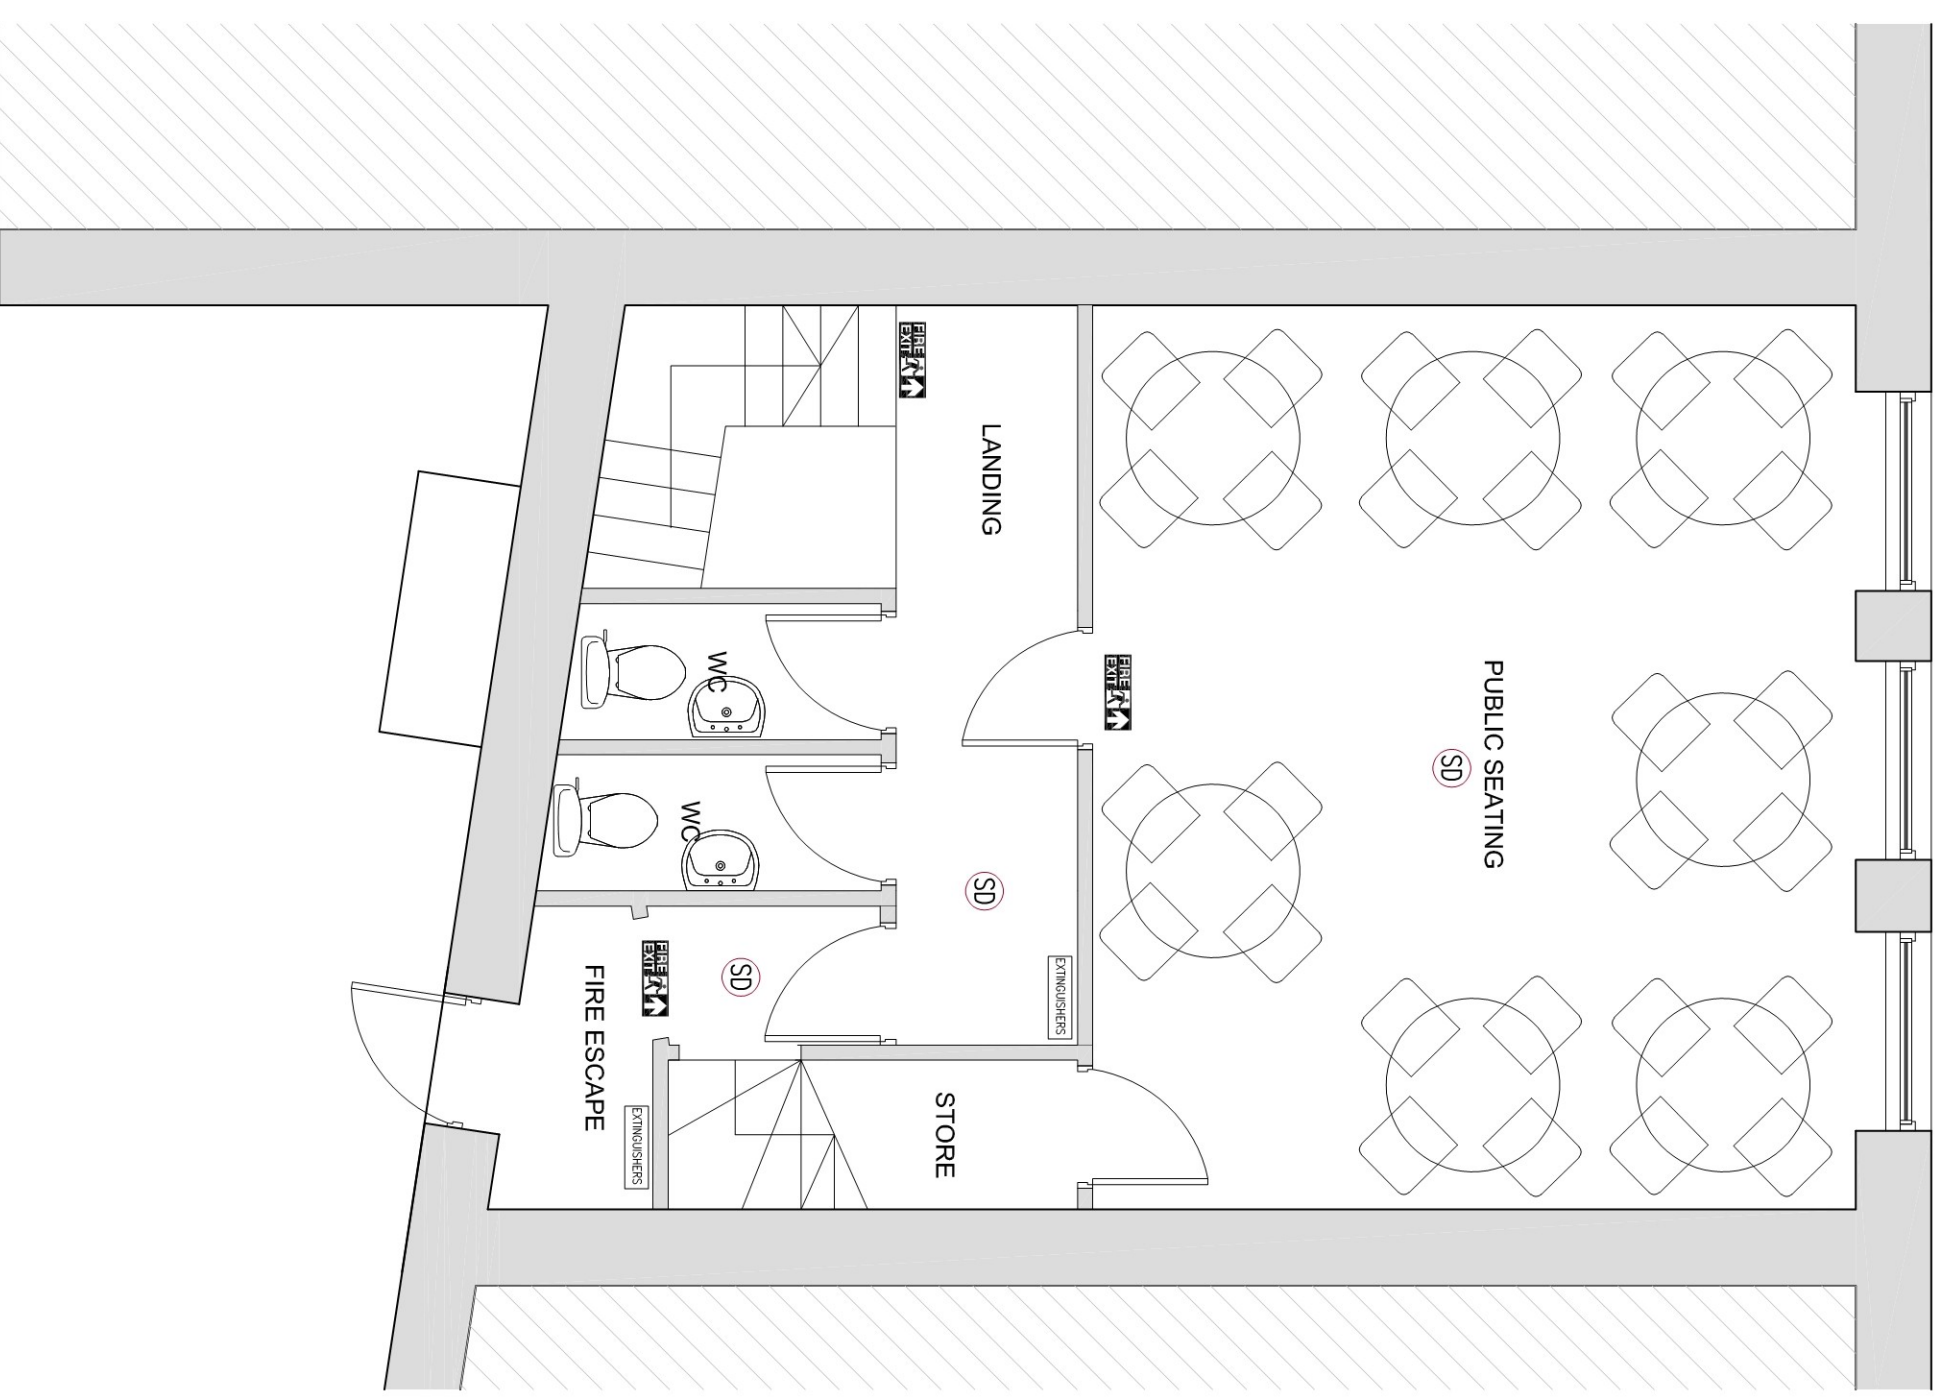 FIRE
EXIT
LANDING
PUBLIC SEATING
FIRE
EXIT
WC
SD
WC
SD
EXTINGUISHERS
SD
FIRE
EXIT
FIRE ESCAPE
STORE
EXTINGUISHERS